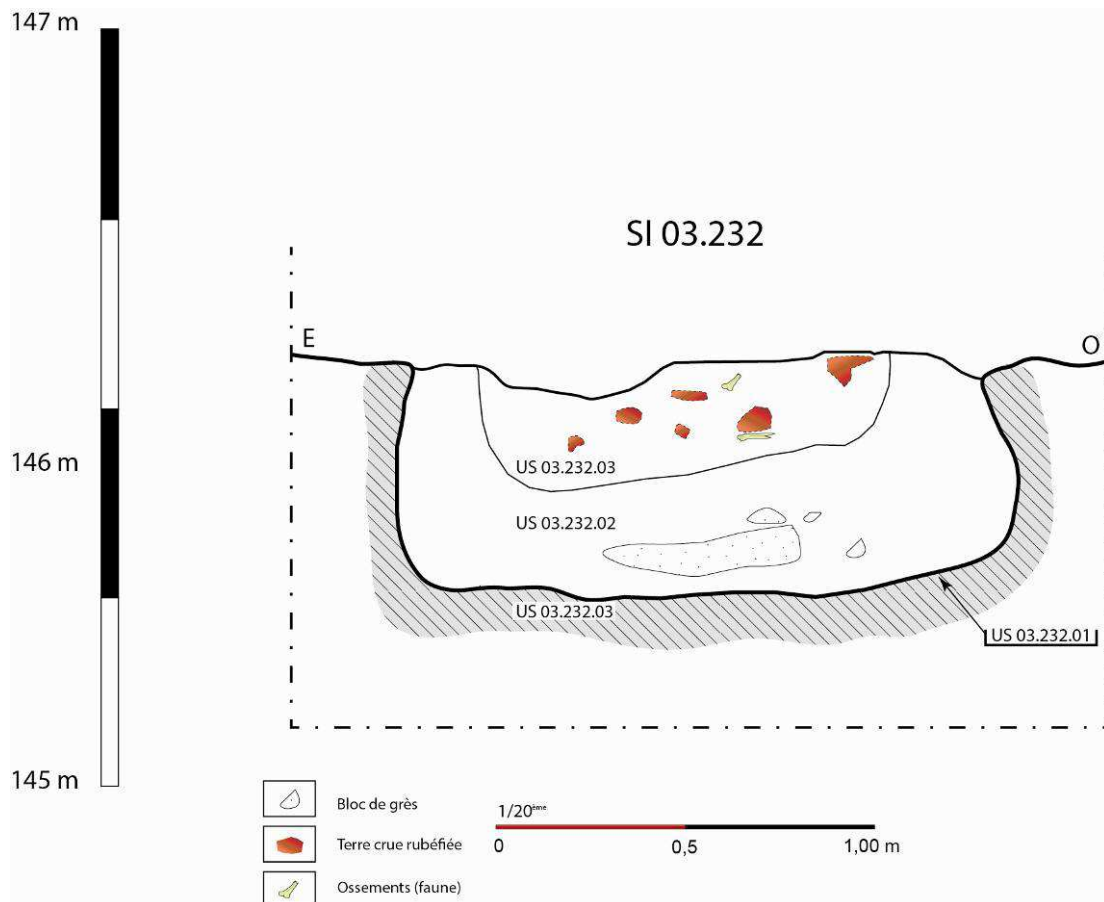 147 m
SI 03.232
E
O
146 m
US 03.232.03
US 03.232.02
US 03.232.03
US 03.232.01
145 m
Bloc de grès
1/20ème
Terre crue rubéfiée
0 0,5 1,00 m
Ossements (faune)